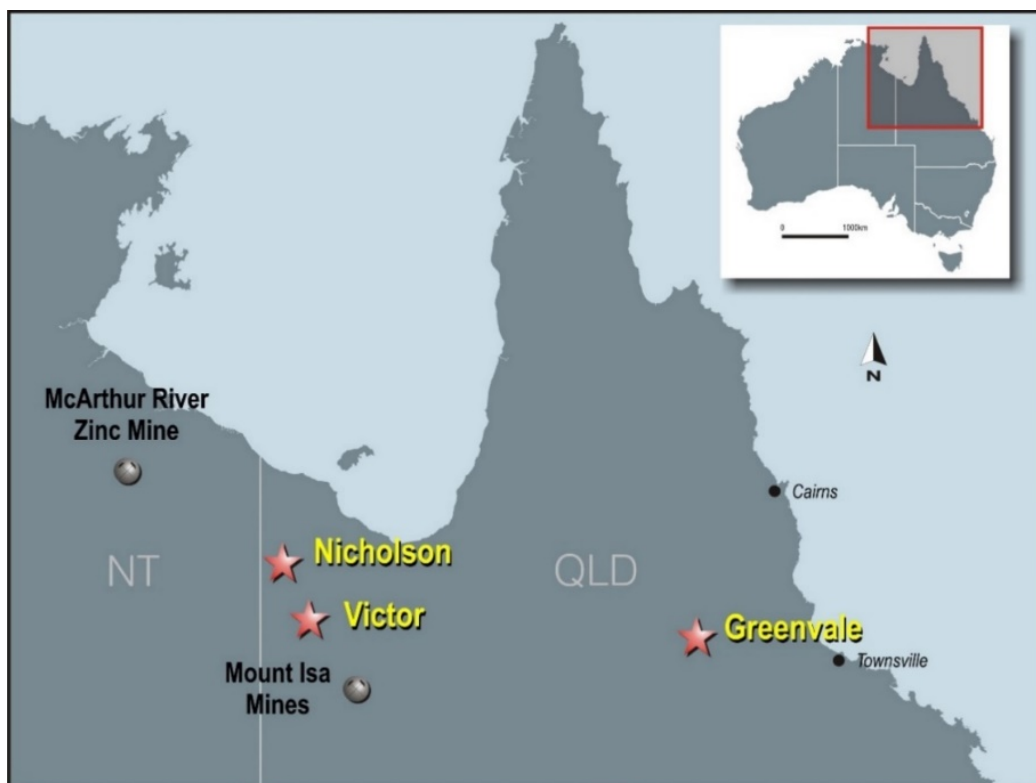 0
1000km
N
McArthur River
Zinc Mine
Cairns
NT
Nicholson
QLD
Victor
Greenvale
Townsville
Mount Isa
Mines